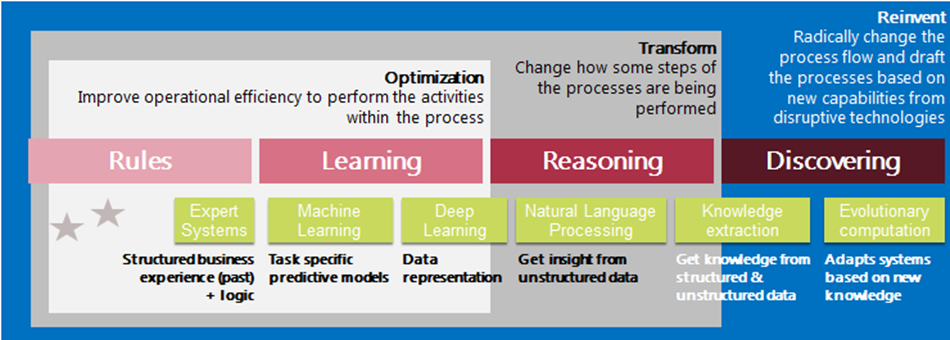 Reinvent
Radically change the
process flow and draft
the processes based on
new capabilities from
disruptive technologies
Transform
Change how some steps of
the processes are being
performed
Optimization
Improve operational efficiency to perform the activities
within the process
Rules
Learning
Reasoning
Discovering
Expert
Systems
Machine
Learning
Deep
Learning
Natural Language
Processing
Knowledge
extraction
Evolutionary
computation
Structured business
experience (past)
+ logic
Task specific
predictive models
Data
representation
Get insight from
unstructured data
Get knowledge from
structured &
unstructured data
Adapts systems
based on new
knowledge